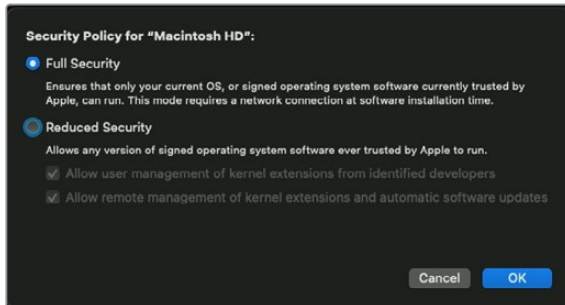 Security Policy for “Macintosh HD”:
Full Security
Ensures that only your current OS, or signed operating system software currently trusted by
Apple, can run. This mode requires a network connection at software installation time.
Reduced Security
Allows any version of signed operating system software ever trusted by Apple to run.
Allow user management of kernel extensions from identified developers
Allow remote management of kernel extensions and automatic software updates
Cancel OK